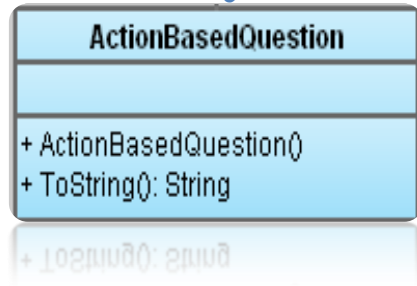 ActionBasedQuestion
+ ActionBasedQuestion()
+ ToString(): String